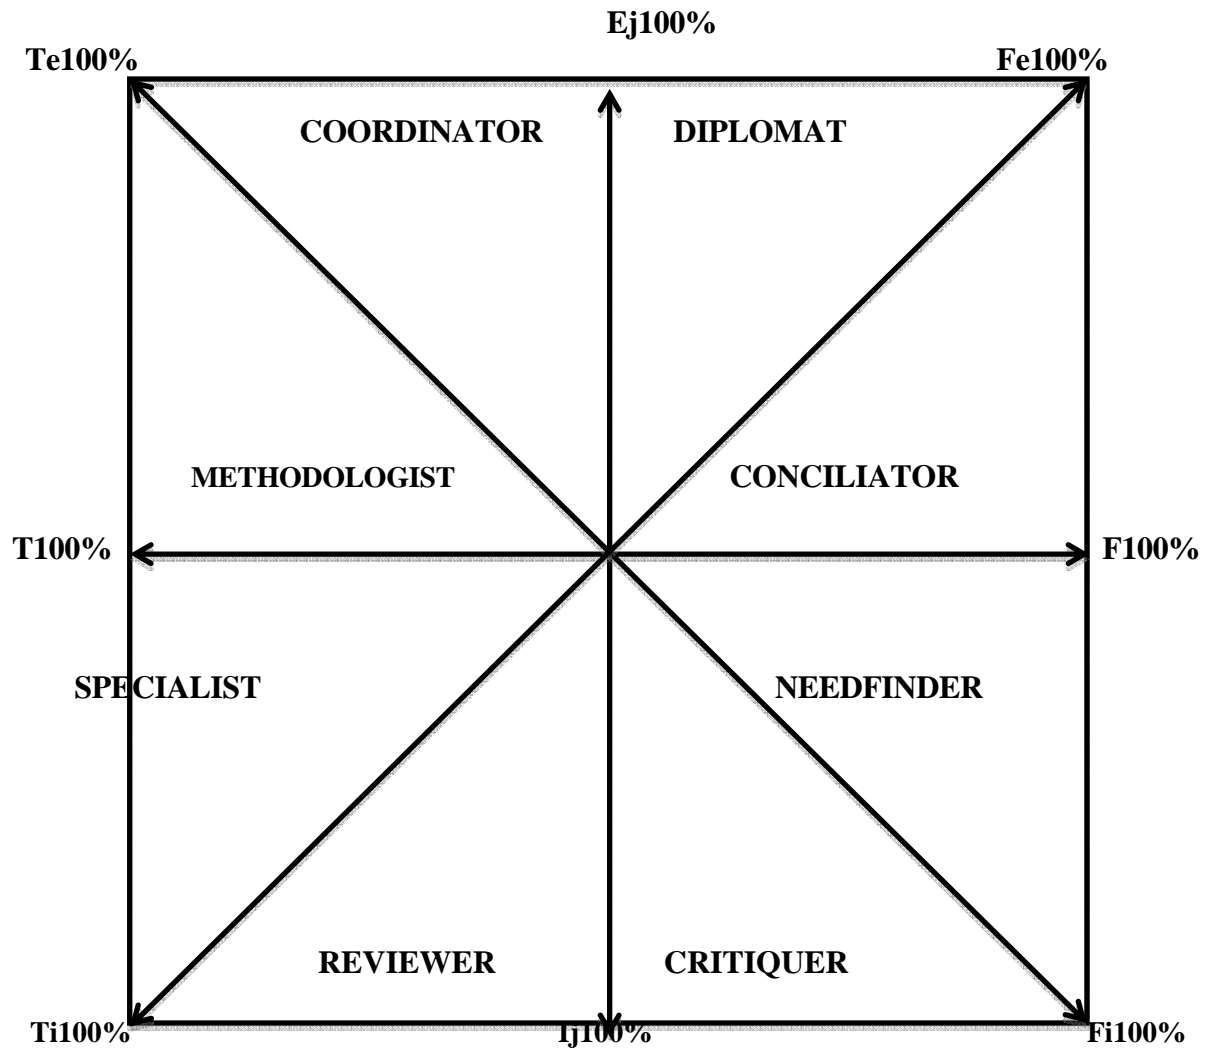 Ej100%
Te100%
Fe100%
COORDINATOR
DIPLOMAT
METHODOLOGIST
CONCILIATOR
T100%
F100%
SPECIALIST
NEEDFINDER
REVIEWER
CRITIQUER
Ti100%
Ij100%
Fi100%